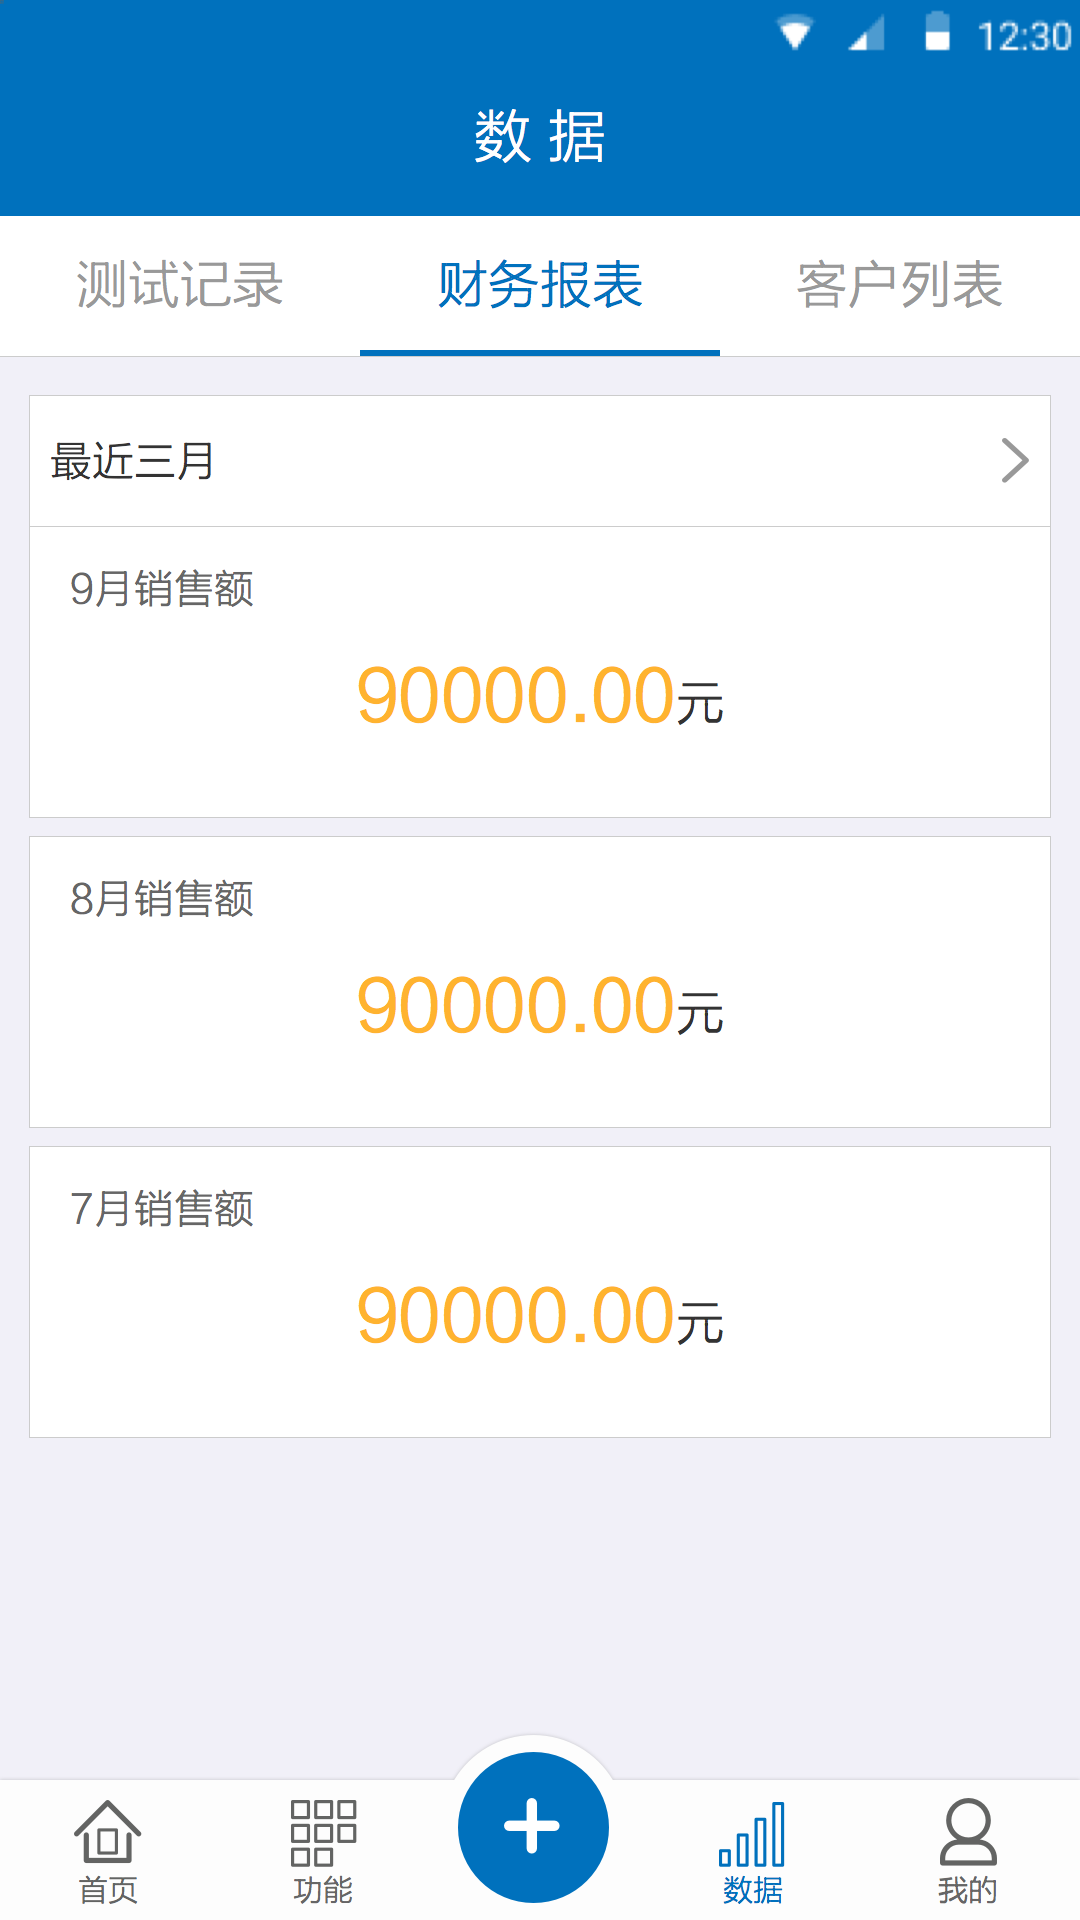 12:30
数 据
测试记录 财务报表 客户列表
最近三月
9月销售额
90000.00元
8月销售额
90000.00元
7月销售额
90000.00元
首页 功能 数据 我的